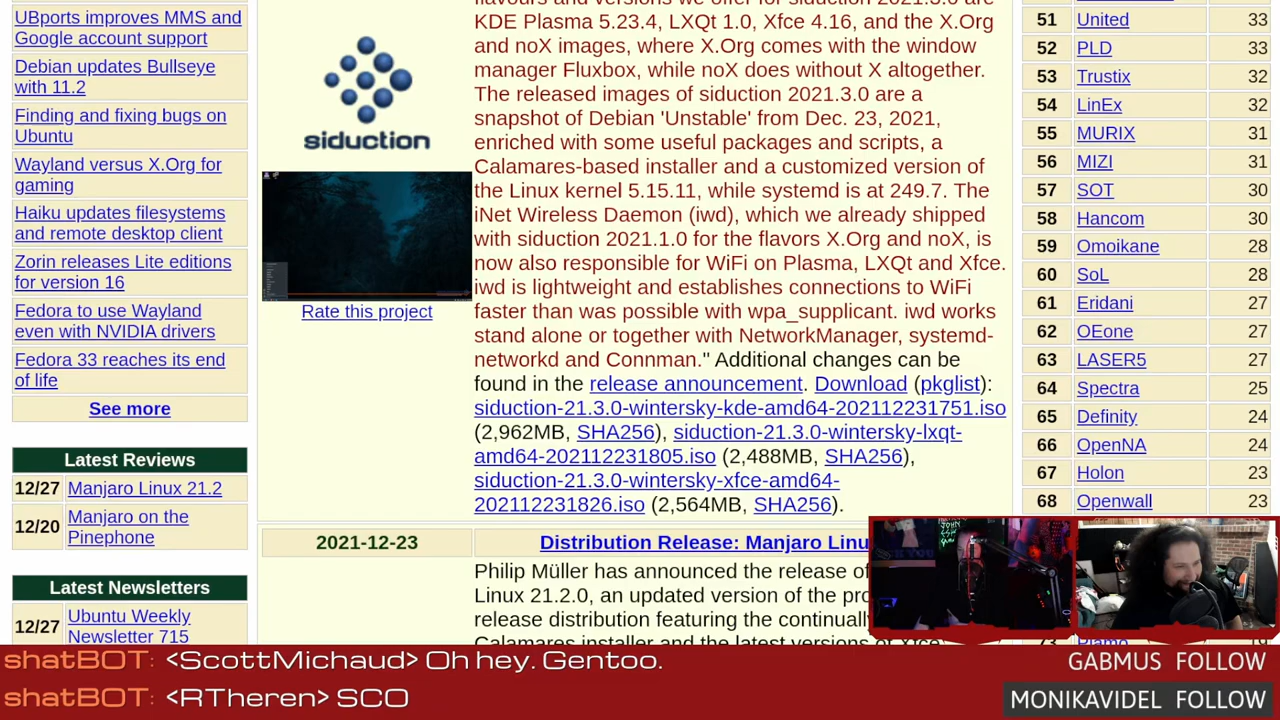 UBports improves MMS and
Google account support
Debian updates Bullseye
with 11.2
Finding and fixing bugs on
Ubuntu
Wayland versus X.Org for
gaming
Haiku updates filesystems
and remote desktop client
Zorin releases Lite editions
for version 16
Fedora to use Wayland
even with NVIDIA drivers
Fedora 33 reaches its end
of life
See more
Latest Reviews
12/27 Manjaro Linux 21.2
12/20 Manjaro on the
Pinephone
Latest Newsletters
12/27 Ubuntu Weekly
Newsletter 715
siduction
Rate this project
flavours and versions we offer for siduction 2021.3.0 are
KDE Plasma 5.23.4, LXQt 1.0, Xfce 4.16, and the X.Org
and noX images, where X.Org comes with the window
manager Fluxbox, while noX does without X altogether.
The released images of siduction 2021.3.0 are a
snapshot of Debian 'Unstable' from Dec. 23, 2021,
enriched with some useful packages and scripts, a
Calamares-based installer and a customized version of
the Linux kernel 5.15.11, while systemd is at 249.7. The
iNet Wireless Daemon (iwd), which we already shipped
with siduction 2021.1.0 for the flavors X.Org and noX, is
now also responsible for WiFi on Plasma, LXQt and Xfce.
iwd is lightweight and establishes connections to WiFi
faster than was possible with wpa_supplicant. iwd works
stand alone or together with NetworkManager, systemd-
networkd and Connman." Additional changes can be
found in the release announcement. Download (pkglist):
siduction-21.3.0-wintersky-kde-amd64-202112231751.iso
(2,962MB, SHA256), siduction-21.3.0-wintersky-lxqt-
amd64-202112231805.iso (2,488MB, SHA256),
siduction-21.3.0-wintersky-xfce-amd64-
202112231826.iso (2,564MB, SHA256).
2021-12-23 Distribution Release: Manjaro Linu
Philip Müller has announced the release of
Linux 21.2.0, an updated version of the pro
release distribution featuring the continually
Calamares installer and the latest versions of Xfce
51 United 33
52 PLD 33
53 Trustix 32
54 LinEx 32
55 MURIX 31
56 MIZI 31
57 SOT 30
58 Hancom 30
59 Omoikane 28
60 SoL 28
61 Eridani 27
62 OEone 27
63 LASER5 27
64 Spectra 25
65 Definity 24
66 OpenNA 24
67 Holon 23
68 Openwall 23
shatBOT: <ScottMichaud> Oh hey. Gentoo.
shatBOT: <RTheren> SCO
GABMUS FOLLOW
MONIKAVIDEL FOLLOW